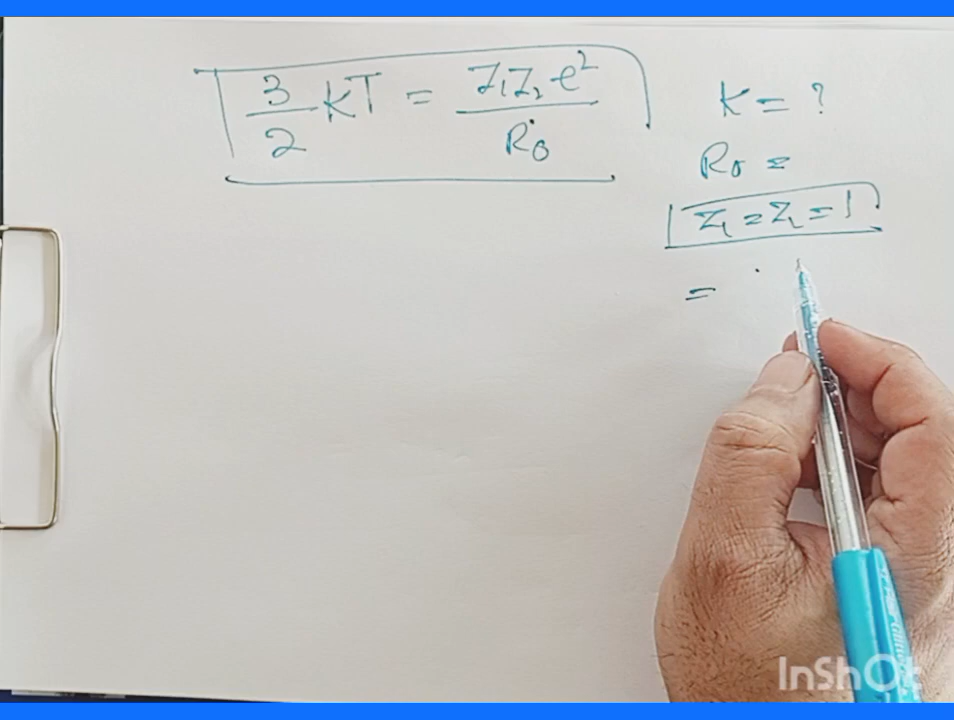 3/2 KT = Z₁Z₂e²/R₀
K = ?
R₀ =
Z₁ = Z₂ = 1
=
InShOt